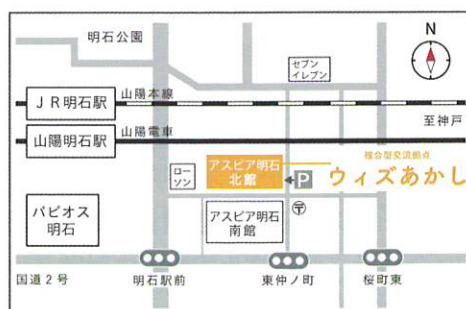 明石公園
N
セブン
イレブン
JR明石駅
山陽本線
至神戸
山陽明石駅
山陽電車
複合型交流拠点
ウィズあかし
ローソン
アスピア明石
北館
P
パピオス
明石
アスピア明石
南館
〒
国道2号
明石駅前
東仲ノ町
桜町東